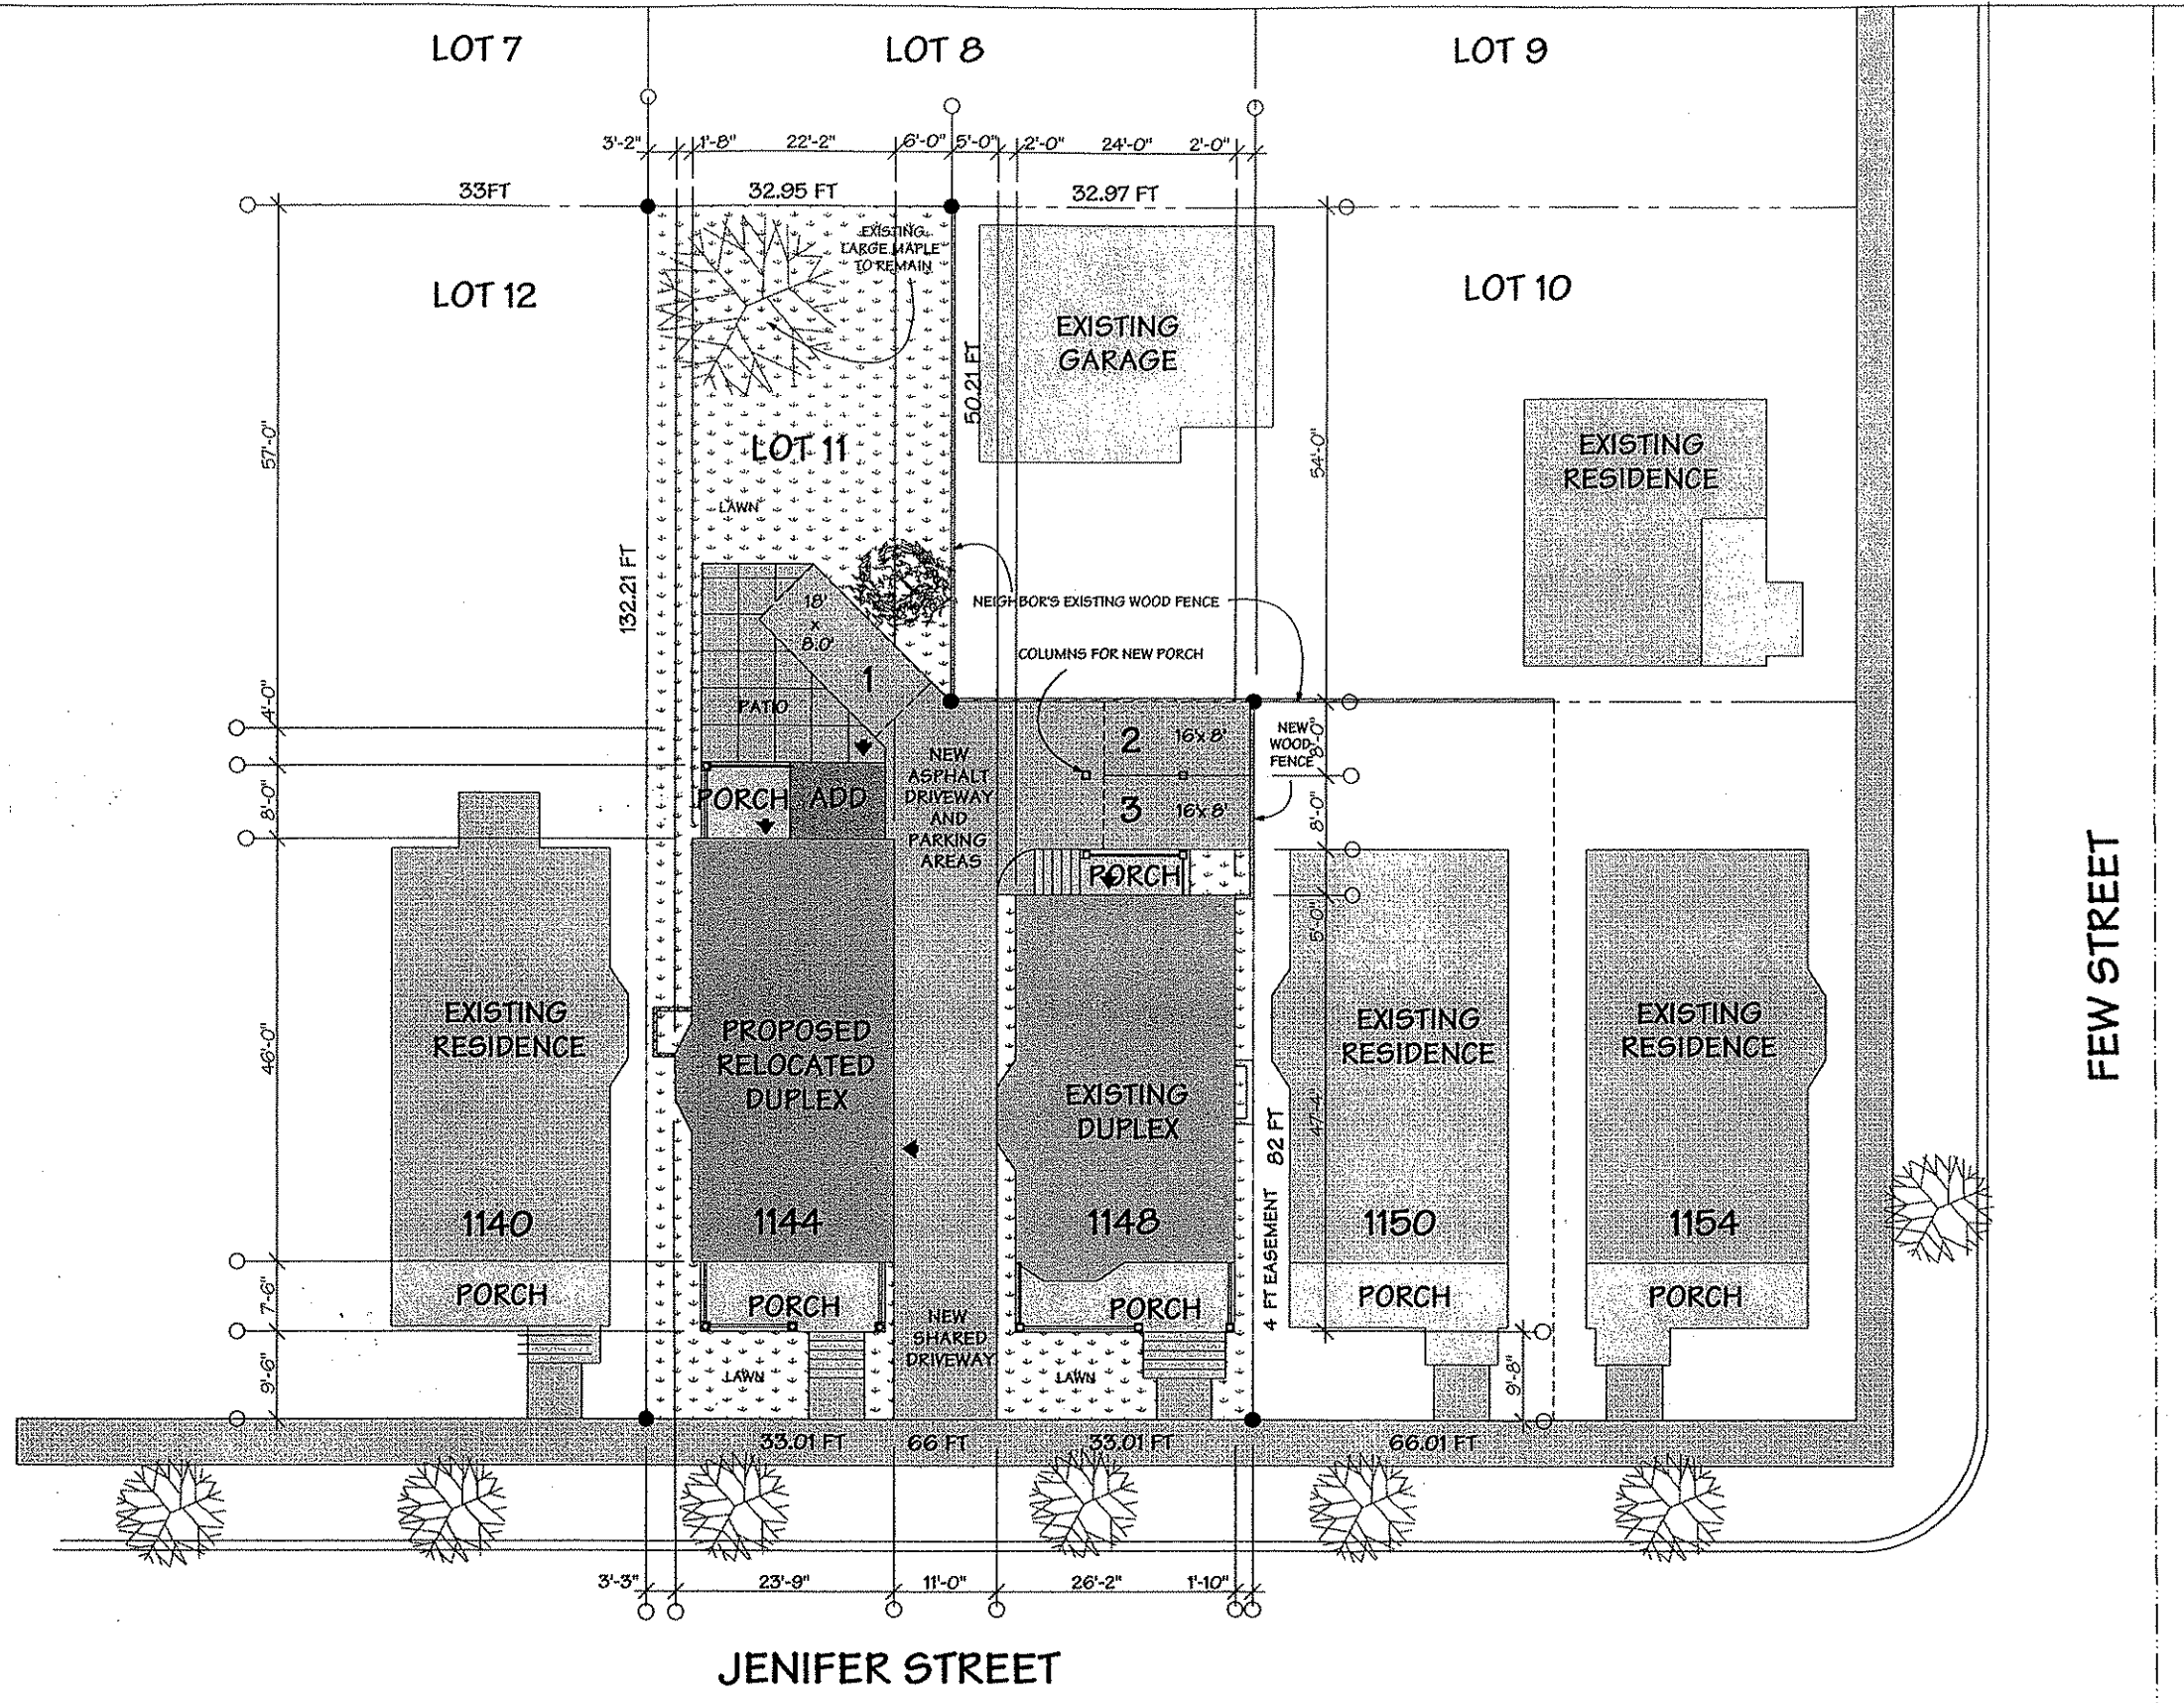 LOT 7
LOT 8
LOT 9
3'-2"
1'-8"
22'-2"
6'-0"
5'-0"
2'-0"
24'-0"
2'-0"
33FT
32.95 FT
32.97 FT
EXISTING
LARGE MAPLE
TO REMAIN
LOT 12
LOT 10
EXISTING
GARAGE
50.21 FT
57'-0"
LOT 11
54'-0"
EXISTING
RESIDENCE
LAWN
132.21 FT
18'
x
8.0'
NEIGHBOR'S EXISTING WOOD FENCE
COLUMNS FOR NEW PORCH
1
PATIO
4'-0"
NEW
ASPHALT
DRIVEWAY
AND
PARKING
AREAS
2
16'x 8'
NEW
WOOD
FENCE
8'-0"
PORCH
ADD
8'-0"
3
16'x 8'
8'-0"
PORCH
5'-0"
FEW STREET
EXISTING
RESIDENCE
46'-0"
PROPOSED
RELOCATED
DUPLEX
EXISTING
DUPLEX
EXISTING
RESIDENCE
EXISTING
RESIDENCE
47'-4"
4 FT EASEMENT
82 FT
1140
1144
1148
1150
1154
PORCH
PORCH
PORCH
PORCH
PORCH
7'-6"
NEW
SHARED
DRIVEWAY
9'-6"
LAWN
LAWN
9'-8"
33.01 FT
66 FT
33.01 FT
66.01 FT
3'-3"
23'-9"
11'-0"
26'-2"
1'-10"
JENIFER STREET